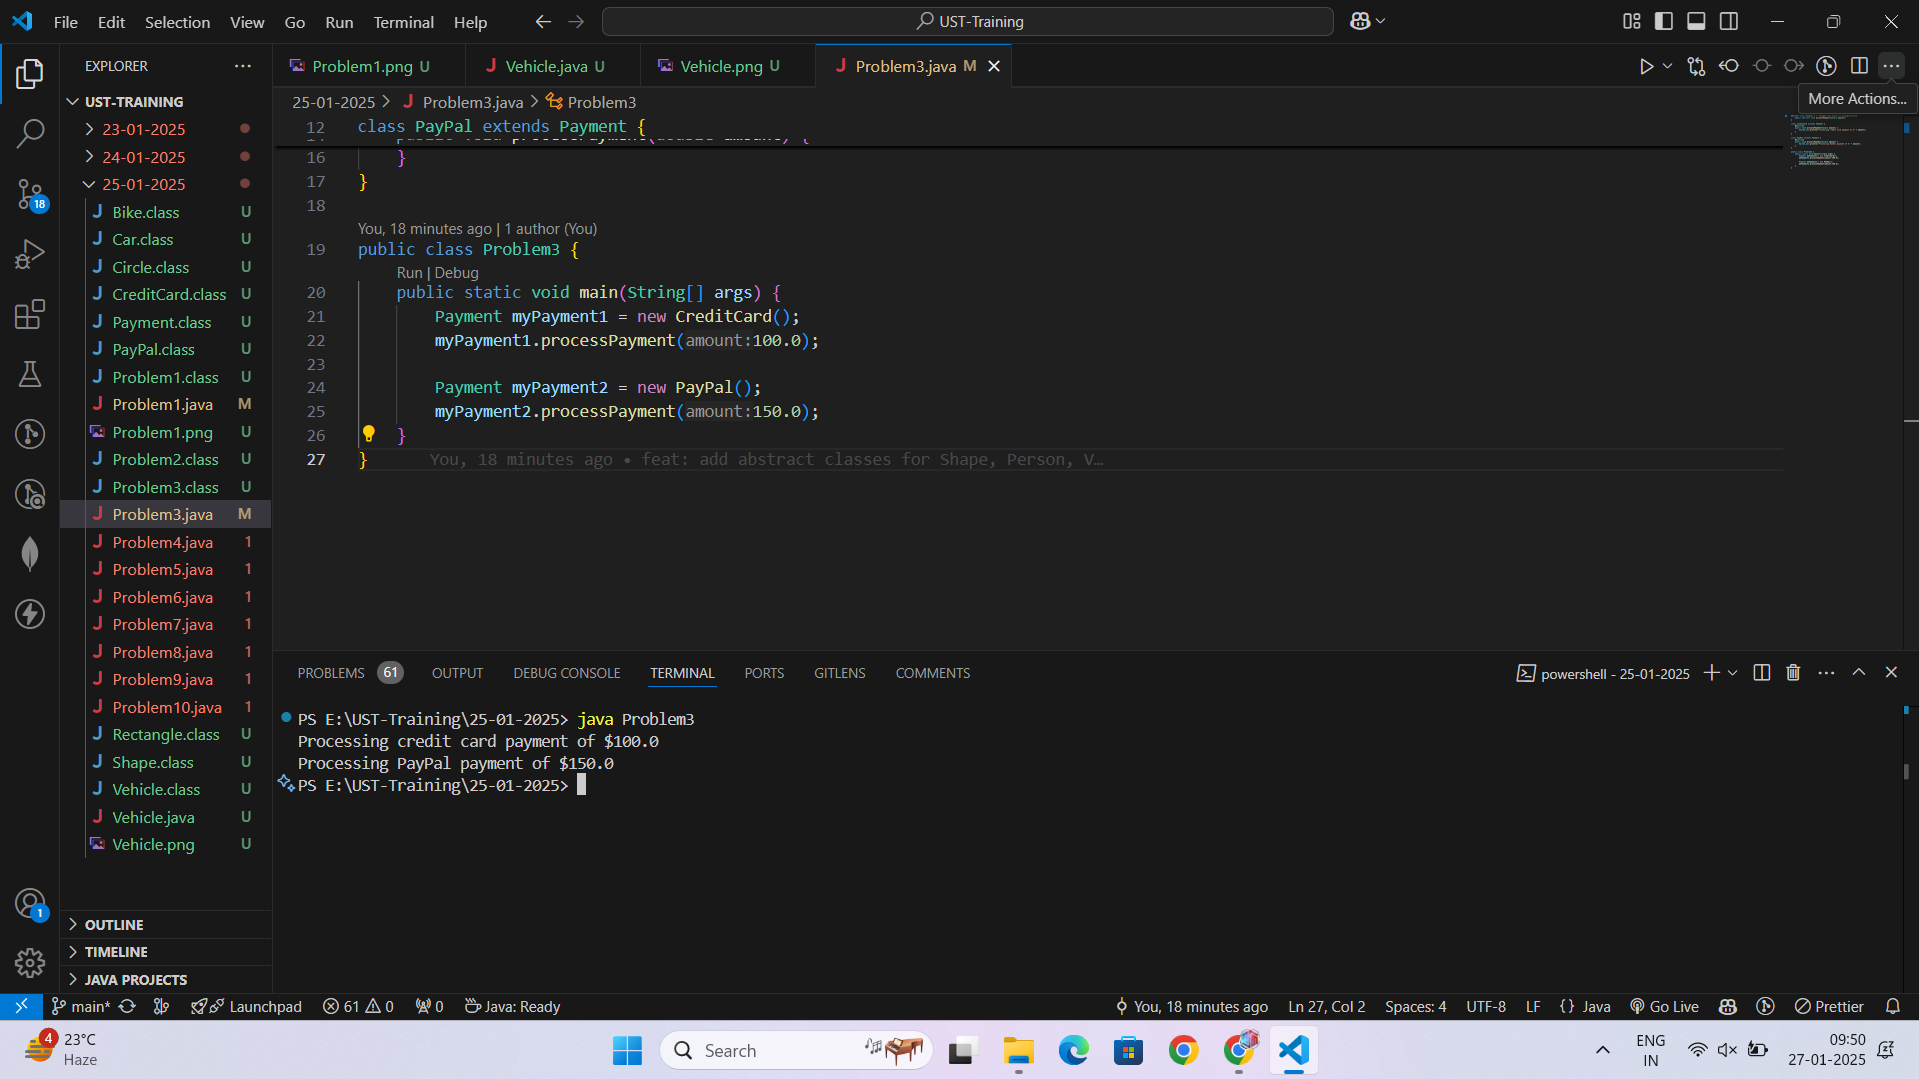 File Edit Selection View Go Run Terminal Help
UST-Training
EXPLORER
Problem1.png U
Vehicle.java U
Vehicle.png U
Problem3.java M
More Actions...
UST-TRAINING
23-01-2025
24-01-2025
25-01-2025
Bike.class U
Car.class U
Circle.class U
CreditCard.class U
Payment.class U
PayPal.class U
Problem1.class U
Problem1.java M
Problem1.png U
Problem2.class U
Problem3.class U
Problem3.java M
Problem4.java 1
Problem5.java 1
Problem6.java 1
Problem7.java 1
Problem8.java 1
Problem9.java 1
Problem10.java 1
Rectangle.class U
Shape.class U
Vehicle.class U
Vehicle.java U
Vehicle.png U
OUTLINE
TIMELINE
JAVA PROJECTS
18
1
25-01-2025 > Problem3.java > Problem3
12 class PayPal extends Payment {
16 }
17 }
18
You, 18 minutes ago | 1 author (You)
19 public class Problem3 {
Run | Debug
20 public static void main(String[] args) {
21 Payment myPayment1 = new CreditCard();
22 myPayment1.processPayment(amount:100.0);
23
24 Payment myPayment2 = new PayPal();
25 myPayment2.processPayment(amount:150.0);
26 }
27 } You, 18 minutes ago • feat: add abstract classes for Shape, Person, V…
PROBLEMS 61 OUTPUT DEBUG CONSOLE TERMINAL PORTS GITLENS COMMENTS
powershell - 25-01-2025
PS E:\UST-Training\25-01-2025> java Problem3
Processing credit card payment of $100.0
Processing PayPal payment of $150.0
PS E:\UST-Training\25-01-2025>
main* Launchpad 61 0 0 Java: Ready
You, 18 minutes ago Ln 27, Col 2 Spaces: 4 UTF-8 LF {} Java Go Live Prettier
4
23°C
Haze
Search
ENG
IN
09:50
27-01-2025